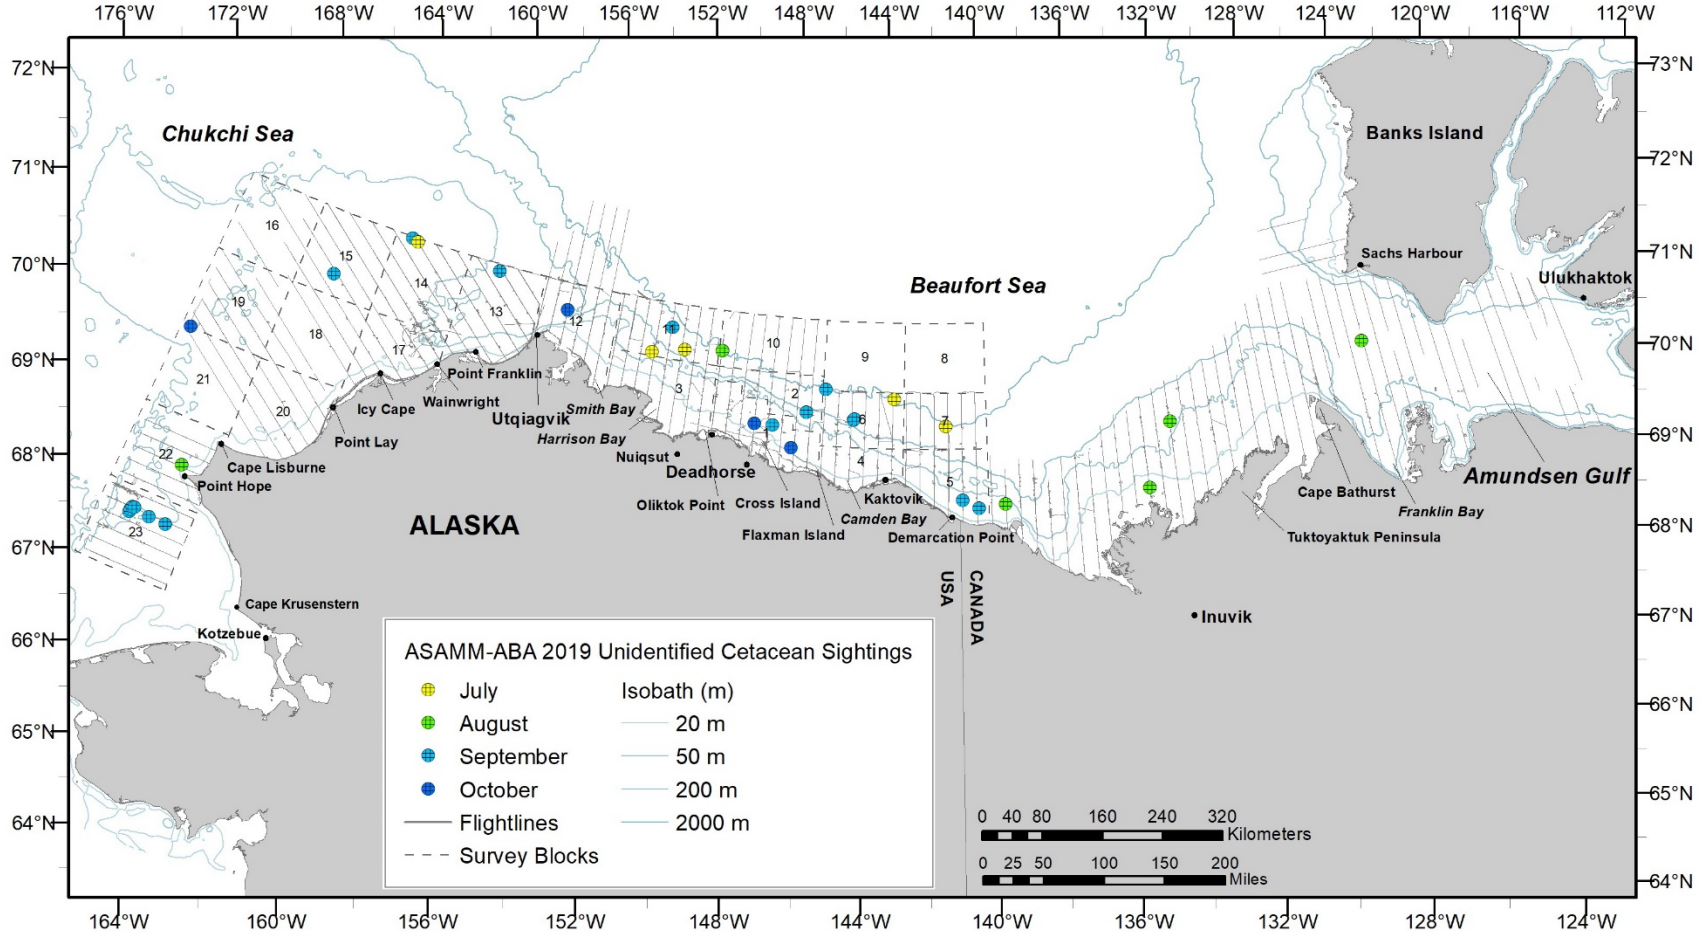 176°W 172°W 168°W 164°W 160°W 156°W 152°W 148°W 144°W 140°W 136°W 132°W 128°W 124°W 120°W 116°W 112°W
72°N
73°N
Chukchi Sea
Banks Island
71°N
72°N
16
15
14
13
12
Sachs Harbour
71°N
70°N
Ulukhaktok
Beaufort Sea
19
18
17
11
10
9
8
70°N
69°N
Point Franklin
Wainwright
Icy Cape
21
20
3
2
Utqiagvik
Smith Bay
Harrison Bay
Point Lay
1
6
7
69°N
68°N
22
Cape Lisburne
Point Hope
Nuiqsut
Deadhorse
4
5
Amundsen Gulf
Kaktovik
Cape Bathurst
Oliktok Point
Cross Island
Camden Bay
Franklin Bay
23
ALASKA
Flaxman Island
Demarcation Point
Tuktoyaktuk Peninsula
68°N
67°N
USA
CANADA
Cape Krusenstern
Inuvik
67°N
66°N
Kotzebue
ASAMM-ABA 2019 Unidentified Cetacean Sightings
July
Isobath (m)
August
20 m
September
50 m
October
200 m
Flightlines
2000 m
Survey Blocks
66°N
65°N
65°N
64°N
64°N
0 40 80 160 240 320
Kilometers
0 25 50 100 150 200
Miles
164°W 160°W 156°W 152°W 148°W 144°W 140°W 136°W 132°W 128°W 124°W